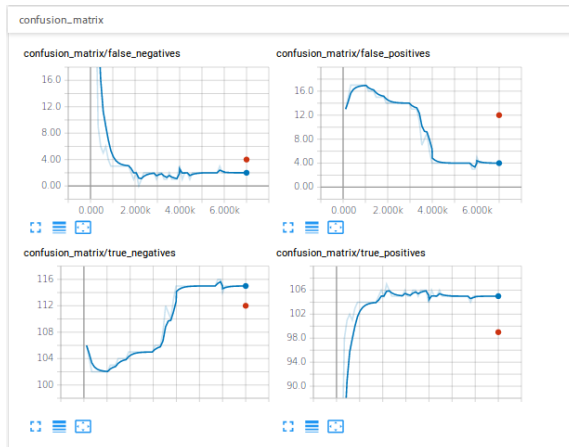 confusion_matrix
confusion_matrix/false_negatives
confusion_matrix/false_positives
16.0
12.0
8.00
4.00
0.00
0.000 2.000k 4.000k 6.000k
16.0
12.00
8.00
4.00
0.00
0.000 2.000k 4.000k 6.000k
confusion_matrix/true_negatives
confusion_matrix/true_positives
116
112
108
104
100
106
102
98.0
94.0
90.0